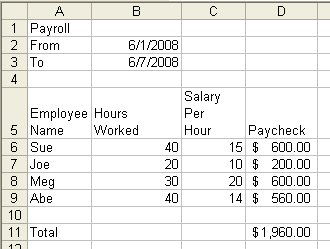 A B C D
1 Payroll
2 From 6/1/2008
3 To 6/7/2008
4
Salary
Per
Employee Hours Hour
5 Name Worked Paycheck
6 Sue 40 15 $ 600.00
7 Joe 20 10 $ 200.00
8 Meg 30 20 $ 600.00
9 Abe 40 14 $ 560.00
10
11 Total $1,960.00
12